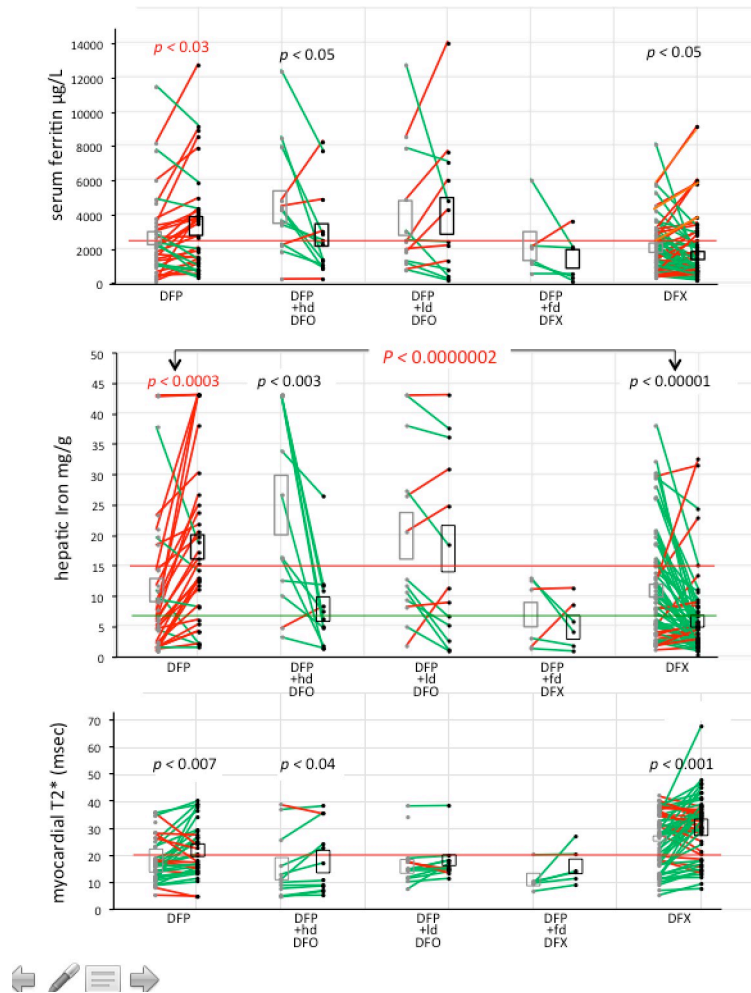 serum ferritin µg/L
14000
12000
10000
8000
6000
4000
2000
0
p < 0.03
p < 0.05
p < 0.05
DFP
DFP
+hd
DFO
DFP
+ld
DFO
DFP
+fd
DFX
DFX
hepatic Iron mg/g
50
45
40
35
30
25
20
15
10
5
0
P < 0.0000002
p < 0.0003
p < 0.003
p < 0.00001
DFP
DFP
+hd
DFO
DFP
+ld
DFO
DFP
+fd
DFX
DFX
myocardial T2* (msec)
70
60
50
40
30
20
10
0
p < 0.007
p < 0.04
p < 0.001
DFP
DFP
+hd
DFO
DFP
+ld
DFO
DFP
+fd
DFX
DFX